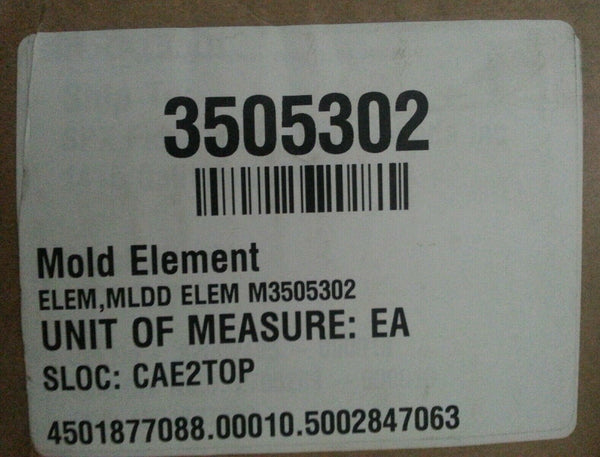 3505302
Mold Element
ELEM,MLDD ELEM M3505302
UNIT OF MEASURE: EA
SLOC: CAE2TOP
4501877088.00010.5002847063